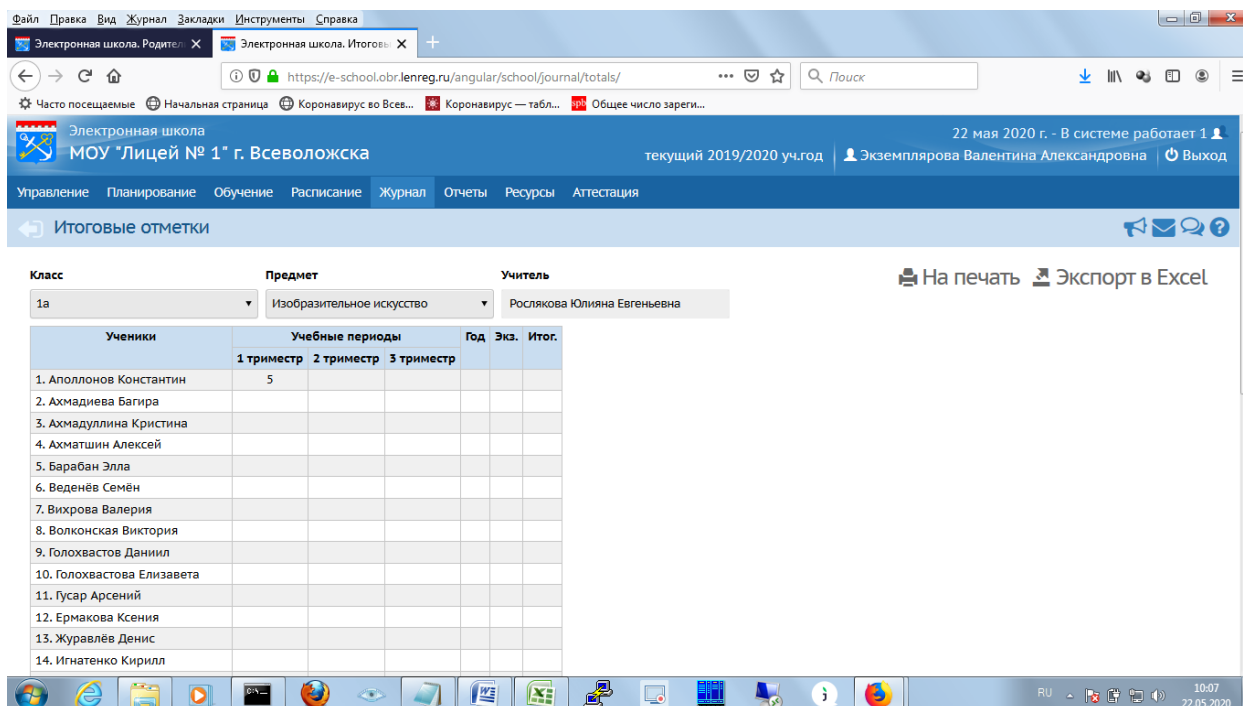 Файл Правка Вид Журнал Закладки Инструменты Справка
Электронная школа. Родител X Электронная школа. Итоговы X +
https://e-school.obr.lenreg.ru/angular/school/journal/totals/ Поиск
Часто посещаемые Начальная страница Коронавирус во Всев... Коронавирус — табл... spb Общее число зареги...
Электронная школа 22 мая 2020 г. - В системе работает 1
МОУ "Лицей № 1" г. Всеволожска текущий 2019/2020 уч.год Экземплярова Валентина Александровна Выход
Управление Планирование Обучение Расписание Журнал Отчеты Ресурсы Аттестация
Итоговые отметки
Класс Предмет Учитель На печать Экспорт в Excel
1а Изобразительное искусство Рослякова Юлияна Евгеньевна
Ученики Учебные периоды Год Экз. Итог.
1 триместр 2 триместр 3 триместр
1. Аполлонов Константин 5
2. Ахмадиева Багира
3. Ахмадуллина Кристина
4. Ахматшин Алексей
5. Барабан Элла
6. Веденёв Семён
7. Вихрова Валерия
8. Волконская Виктория
9. Голохвастов Даниил
10. Голохвастова Елизавета
11. Гусар Арсений
12. Ермакова Ксения
13. Журавлёв Денис
14. Игнатенко Кирилл
RU 10:07
22.05.2020